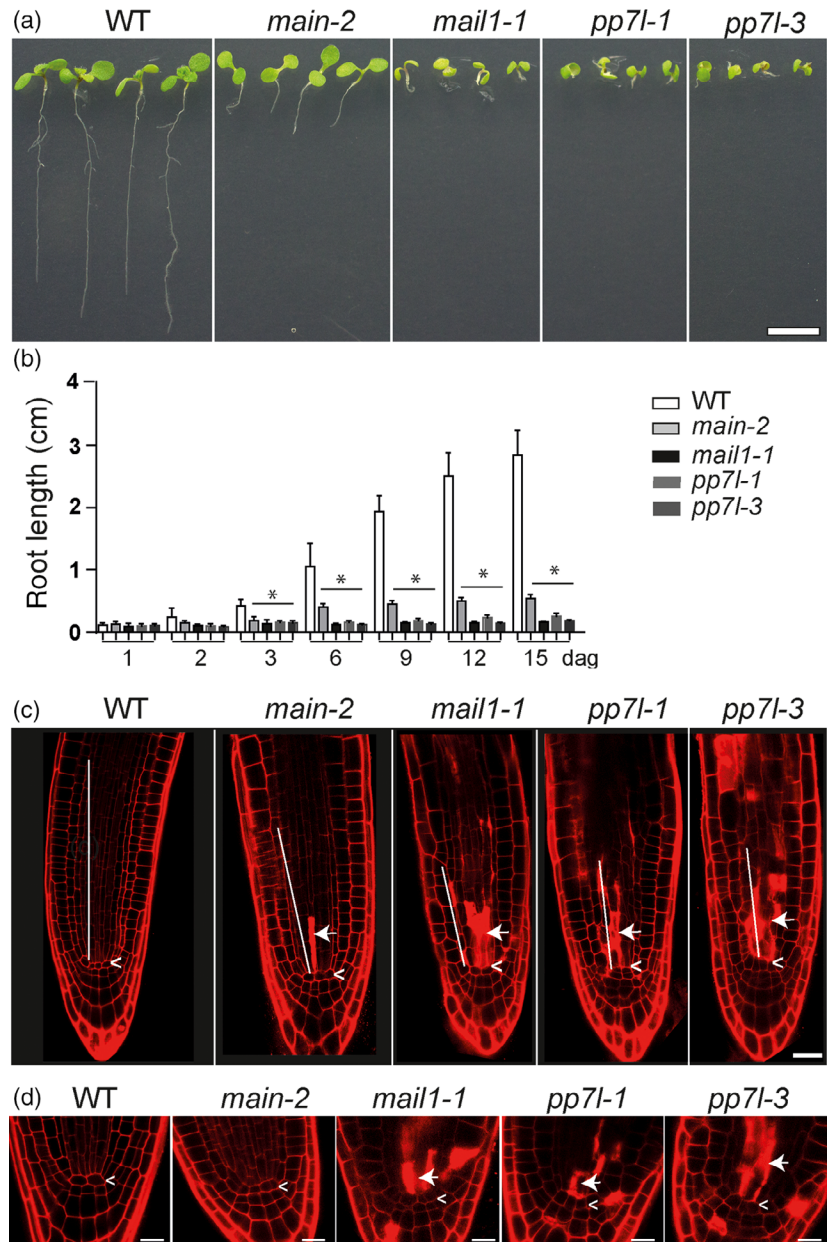 (a) WT main-2 mail1-1 pp7l-1 pp7l-3
(b)
Root length (cm)
4
3
2
1
0
1 2 3 6 9 12 15 dag
* * * * *
WT
main-2
mail1-1
pp7l-1
pp7l-3
(c) WT main-2 mail1-1 pp7l-1 pp7l-3
< < < < <
(d) WT main-2 mail1-1 pp7l-1 pp7l-3
< < < < <